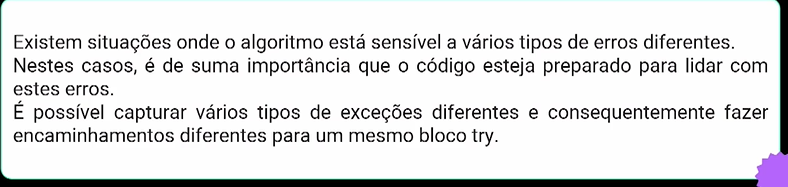 Existem situações onde o algoritmo está sensível a vários tipos de erros diferentes.
Nestes casos, é de suma importância que o código esteja preparado para lidar com
estes erros.
É possível capturar vários tipos de exceções diferentes e consequentemente fazer
encaminhamentos diferentes para um mesmo bloco try.